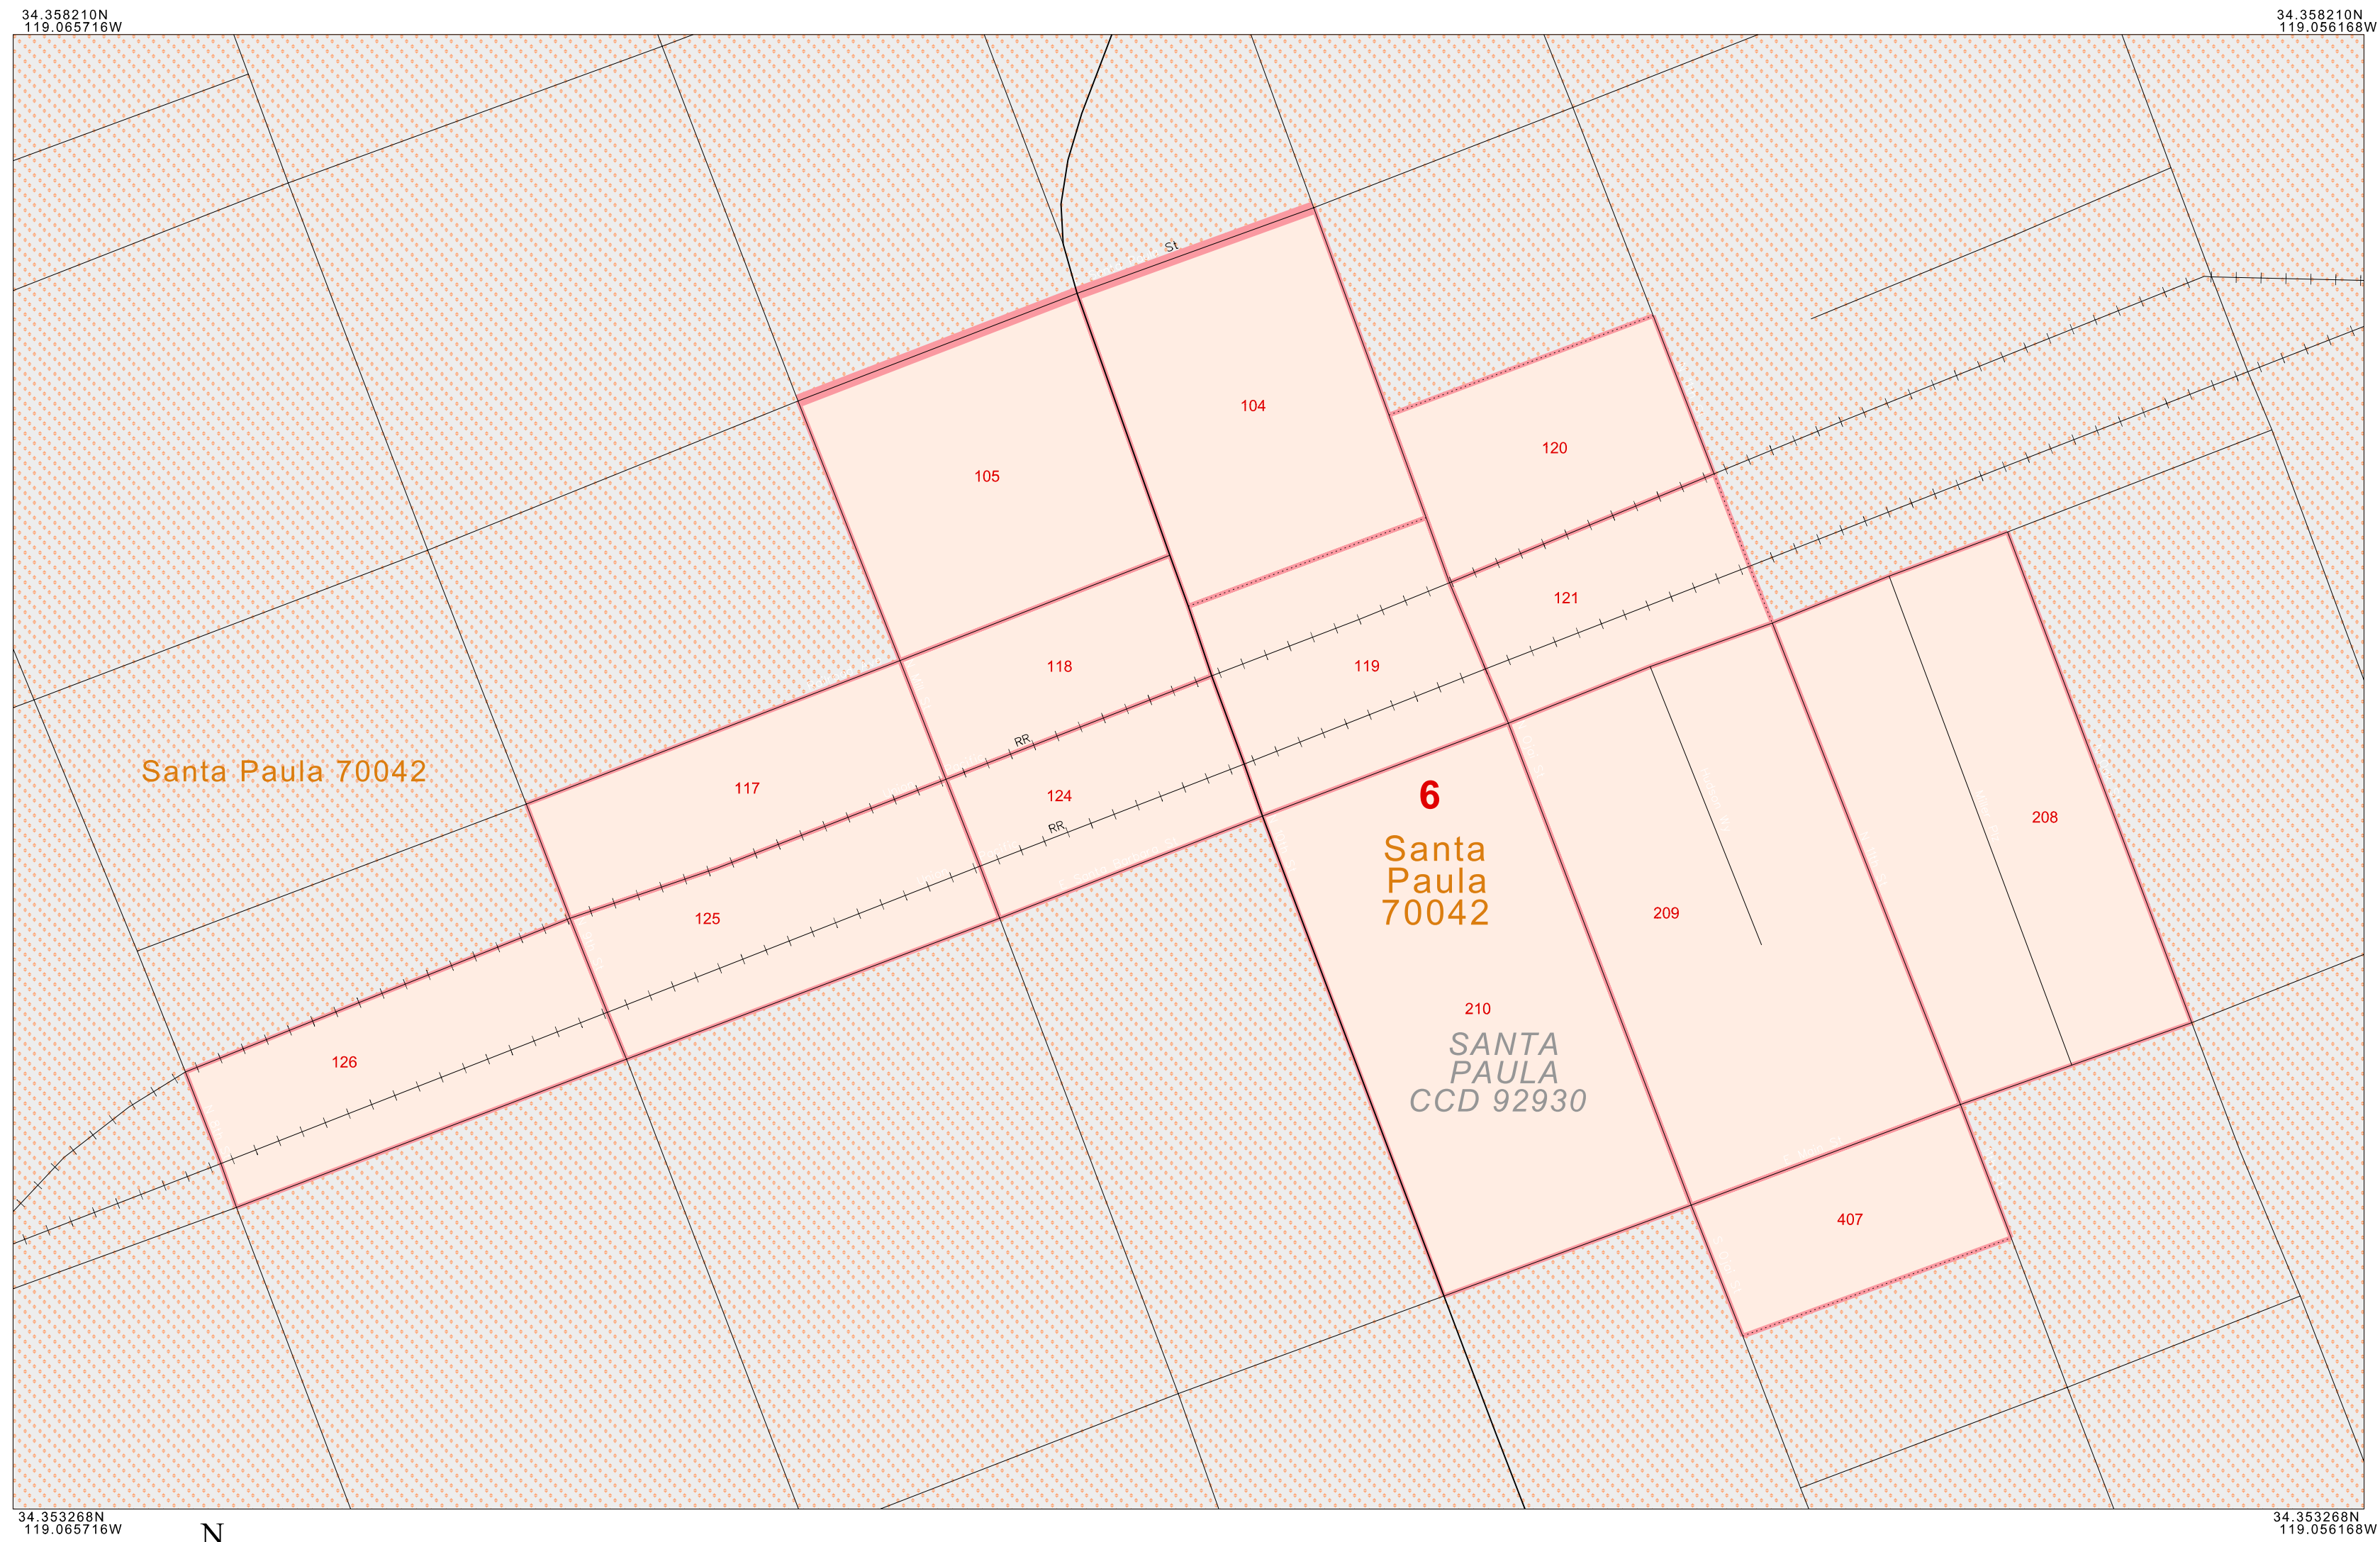 34.358210N
119.065716W
34.358210N
119.056168W
St
104
105
120
121
118
119
RR
117
124
RR
Santa Paula 70042
6
Santa
Paula
70042
208
125
209
210
SANTA
PAULA
CCD 92930
126
407
34.353268N
119.065716W
N
34.353268N
119.056168W